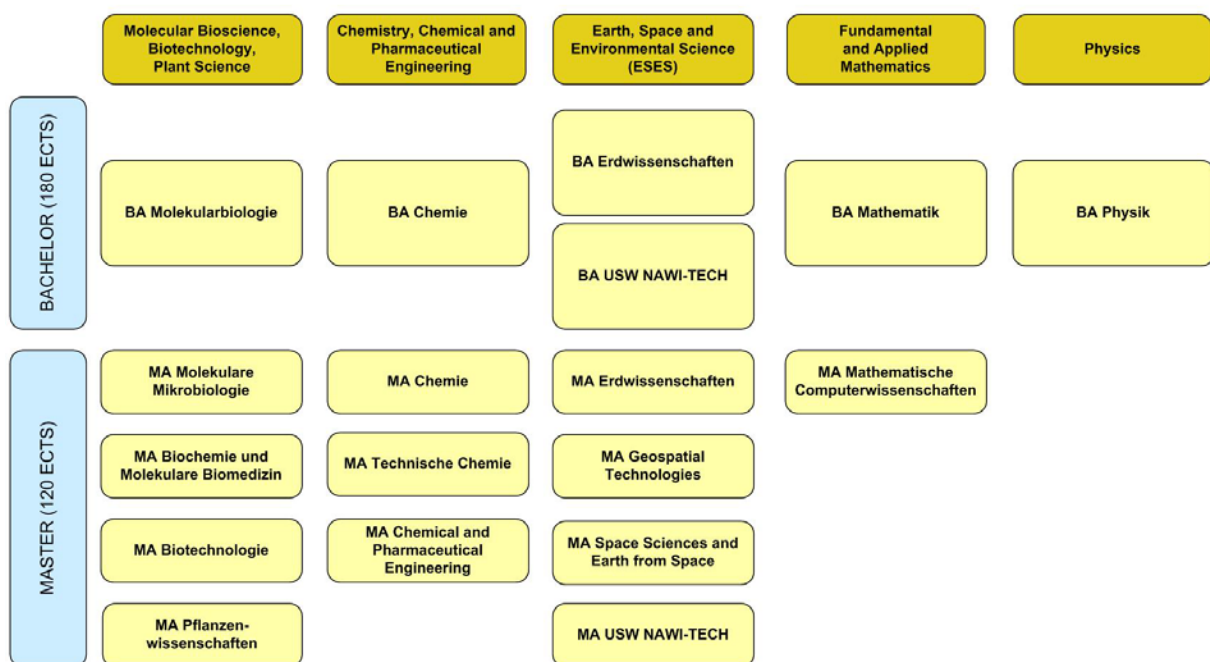 Molecular Bioscience,
Biotechnology,
Plant Science
Chemistry, Chemical and
Pharmaceutical
Engineering
Earth, Space and
Environmental Science
(ESES)
Fundamental
and Applied
Mathematics
Physics
BACHELOR (180 ECTS)
BA Molekularbiologie
BA Chemie
BA Erdwissenschaften
BA USW NAWI-TECH
BA Mathematik
BA Physik
MASTER (120 ECTS)
MA Molekulare
Mikrobiologie
MA Chemie
MA Erdwissenschaften
MA Mathematische
Computerwissenschaften
MA Biochemie und
Molekulare Biomedizin
MA Technische Chemie
MA Geospatial
Technologies
MA Biotechnologie
MA Chemical and
Pharmaceutical
Engineering
MA Space Sciences and
Earth from Space
MA Pflanzen-
wissenschaften
MA USW NAWI-TECH